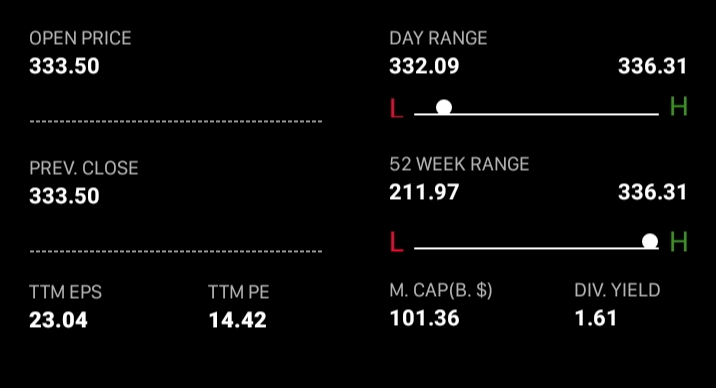 OPEN PRICE
333.50
DAY RANGE
332.09 336.31
L H
PREV. CLOSE
333.50
52 WEEK RANGE
211.97 336.31
L H
TTM EPS TTM PE
23.04 14.42
M. CAP(B. $) DIV. YIELD
101.36 1.61